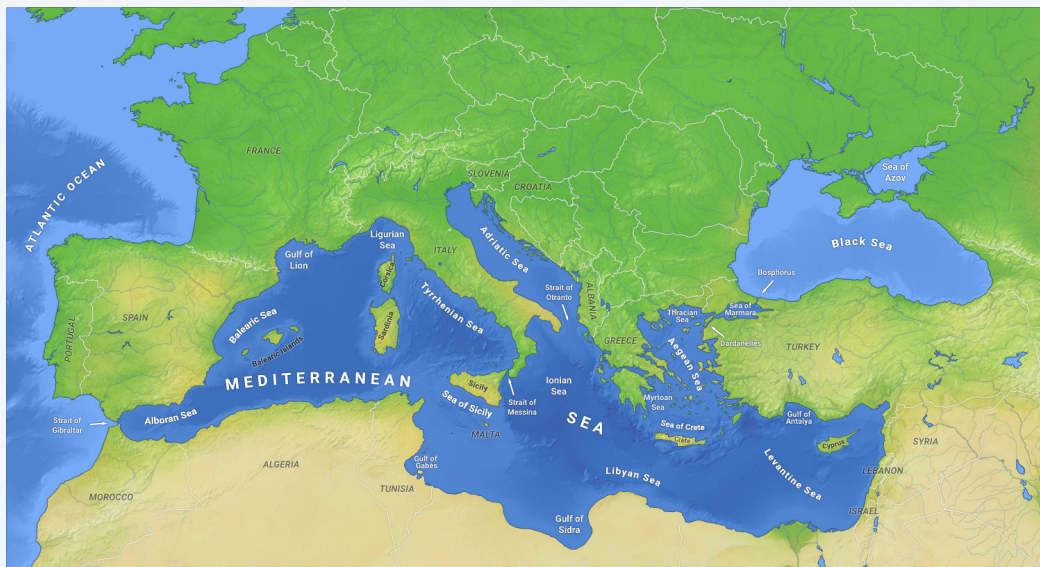 FRANCE
SLOVENIA
CROATIA
Sea of
Azov
ATLANTIC OCEAN
Ligurian
Sea
ITALY
Adriatic Sea
Black Sea
Gulf of
Lion
Corsica
Bosphorus
Strait of
Otranto
ALBANIA
Tyrrhenian Sea
Thracian
Sea
Sea of
Marmara
SPAIN
PORTUGAL
Balearic Sea
Balearic Islands
Sardinia
GREECE
Aegean Sea
Dardanelles
TURKEY
MEDITERRANEAN
Sicily
Ionian
Sea
Myrtoan
Sea
Strait of
Gibraltar
Alboran Sea
Sea of Sicily
Strait of
Messina
SEA
Gulf of
Antalya
MALTA
Sea of Crete
Crete
Cyprus
SYRIA
ALGERIA
Gulf of
Gabès
Libyan Sea
Levantine Sea
LEBANON
MOROCCO
TUNISIA
Gulf of
Sidra
ISRAEL